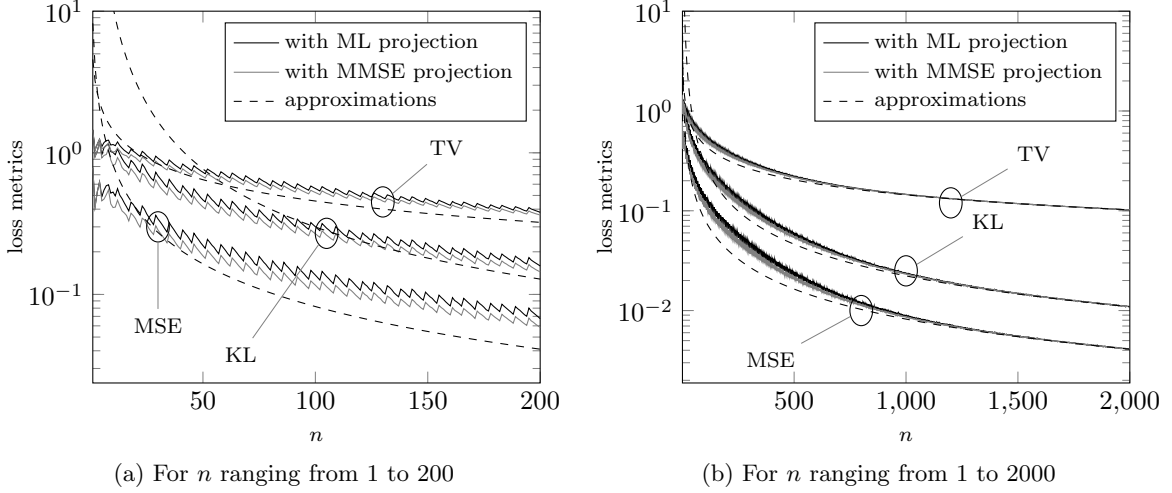 10^1
10^0
10^{-1}
loss metrics
50
100
150
200
n
with ML projection
with MMSE projection
approximations
TV
MSE
KL
(a) For n ranging from 1 to 200
10^1
10^0
10^{-1}
10^{-2}
loss metrics
500
1,000
1,500
2,000
n
with ML projection
with MMSE projection
approximations
TV
KL
MSE
(b) For n ranging from 1 to 2000